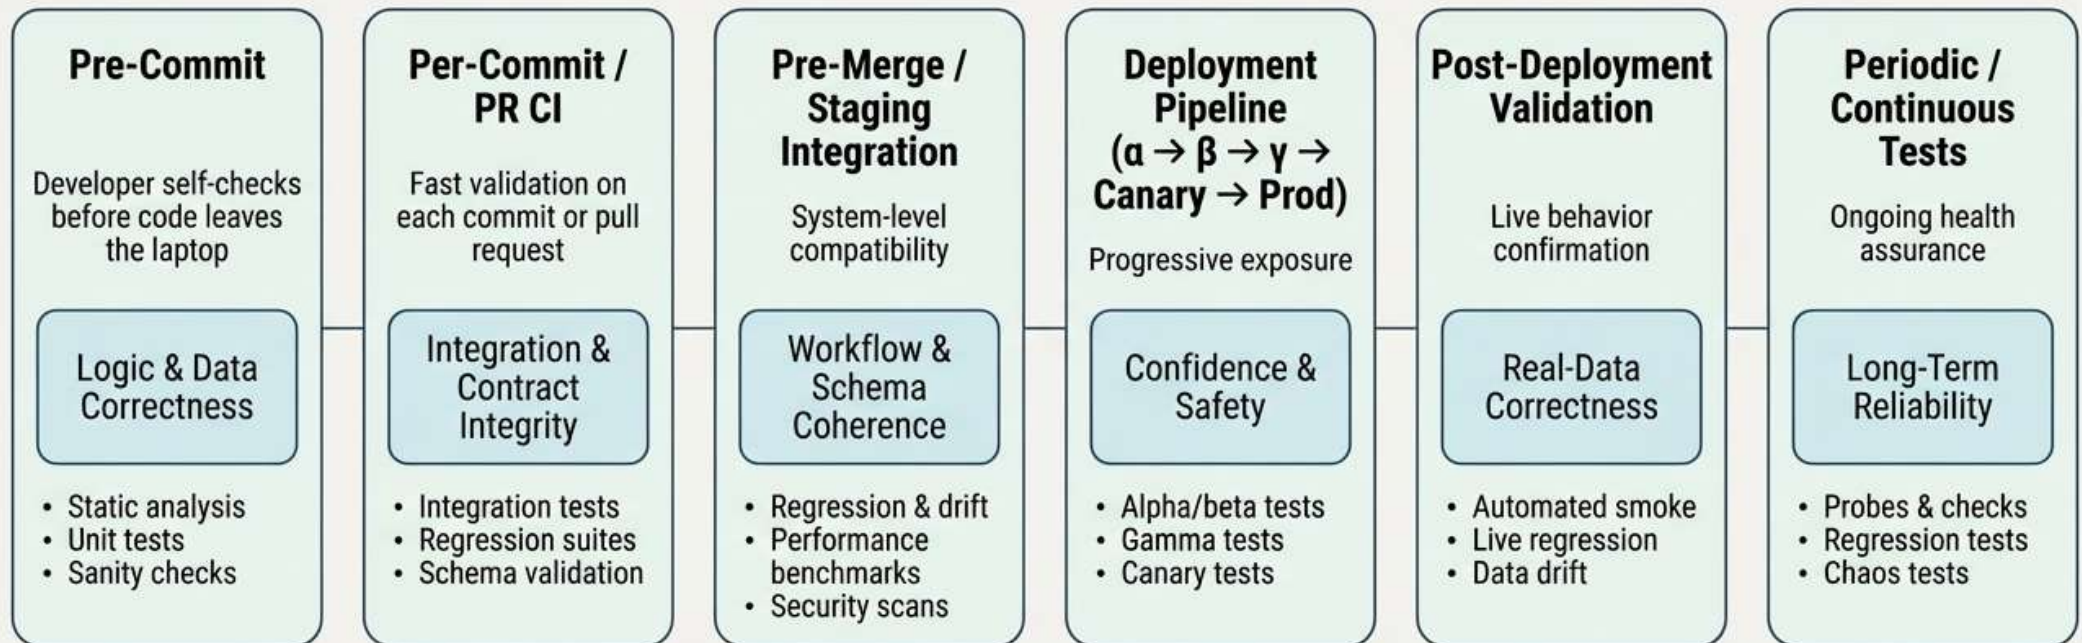 Pre-Commit
Developer self-checks
before code leaves
the laptop
Logic & Data
Correctness
• Static analysis
• Unit tests
• Sanity checks
Per-Commit /
PR CI
Fast validation on
each commit or pull
request
Integration &
Contract
Integrity
• Integration tests
• Regression suites
• Schema validation
Pre-Merge /
Staging
Integration
System-level
compatibility
Workflow &
Schema
Coherence
• Regression & drift
• Performance
benchmarks
• Security scans
Deployment
Pipeline
(α → β → γ →
Canary → Prod)
Progressive exposure
Confidence &
Safety
• Alpha/beta tests
• Gamma tests
• Canary tests
Post-Deployment
Validation
Live behavior
confirmation
Real-Data
Correctness
• Automated smoke
• Live regression
• Data drift
Periodic /
Continuous
Tests
Ongoing health
assurance
Long-Term
Reliability
• Probes & checks
• Regression tests
• Chaos tests